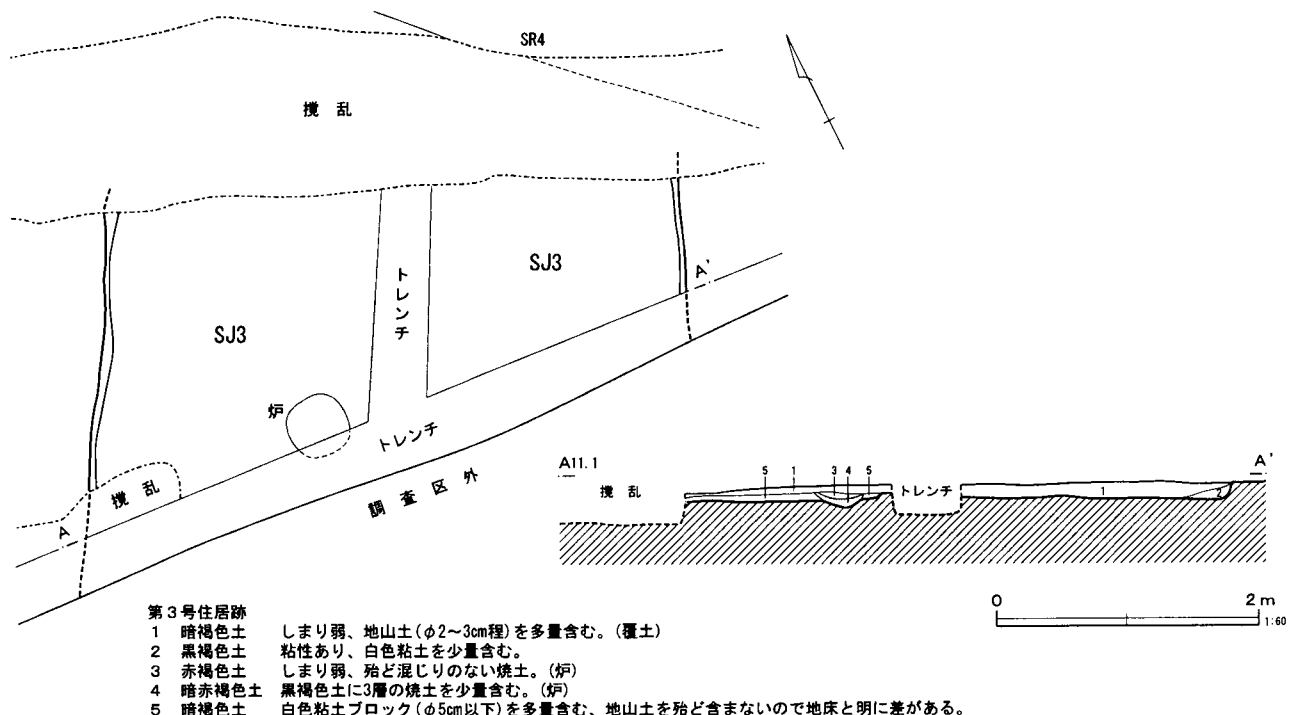 SR4
攪乱
SJ3
A'
トレンチ
SJ3
炉
トレンチ
攪乱
調査区外
A
A11.1
A'
攪乱
5 1 3 4 5
トレンチ
1
2
0 2m
1:60
第3号住居跡
1 暗褐色土 しまり弱、地山土(φ2〜3cm程)を多量含む。(覆土)
2 黒褐色土 粘性あり、白色粘土を少量含む。
3 赤褐色土 しまり弱、殆ど混じりのない焼土。(炉)
4 暗赤褐色土 黒褐色土に3層の焼土を少量含む。(炉)
5 暗褐色土 白色粘土ブロック(φ5cm以下)を多量含む、地山土を殆ど含まないので地床と明に差がある。